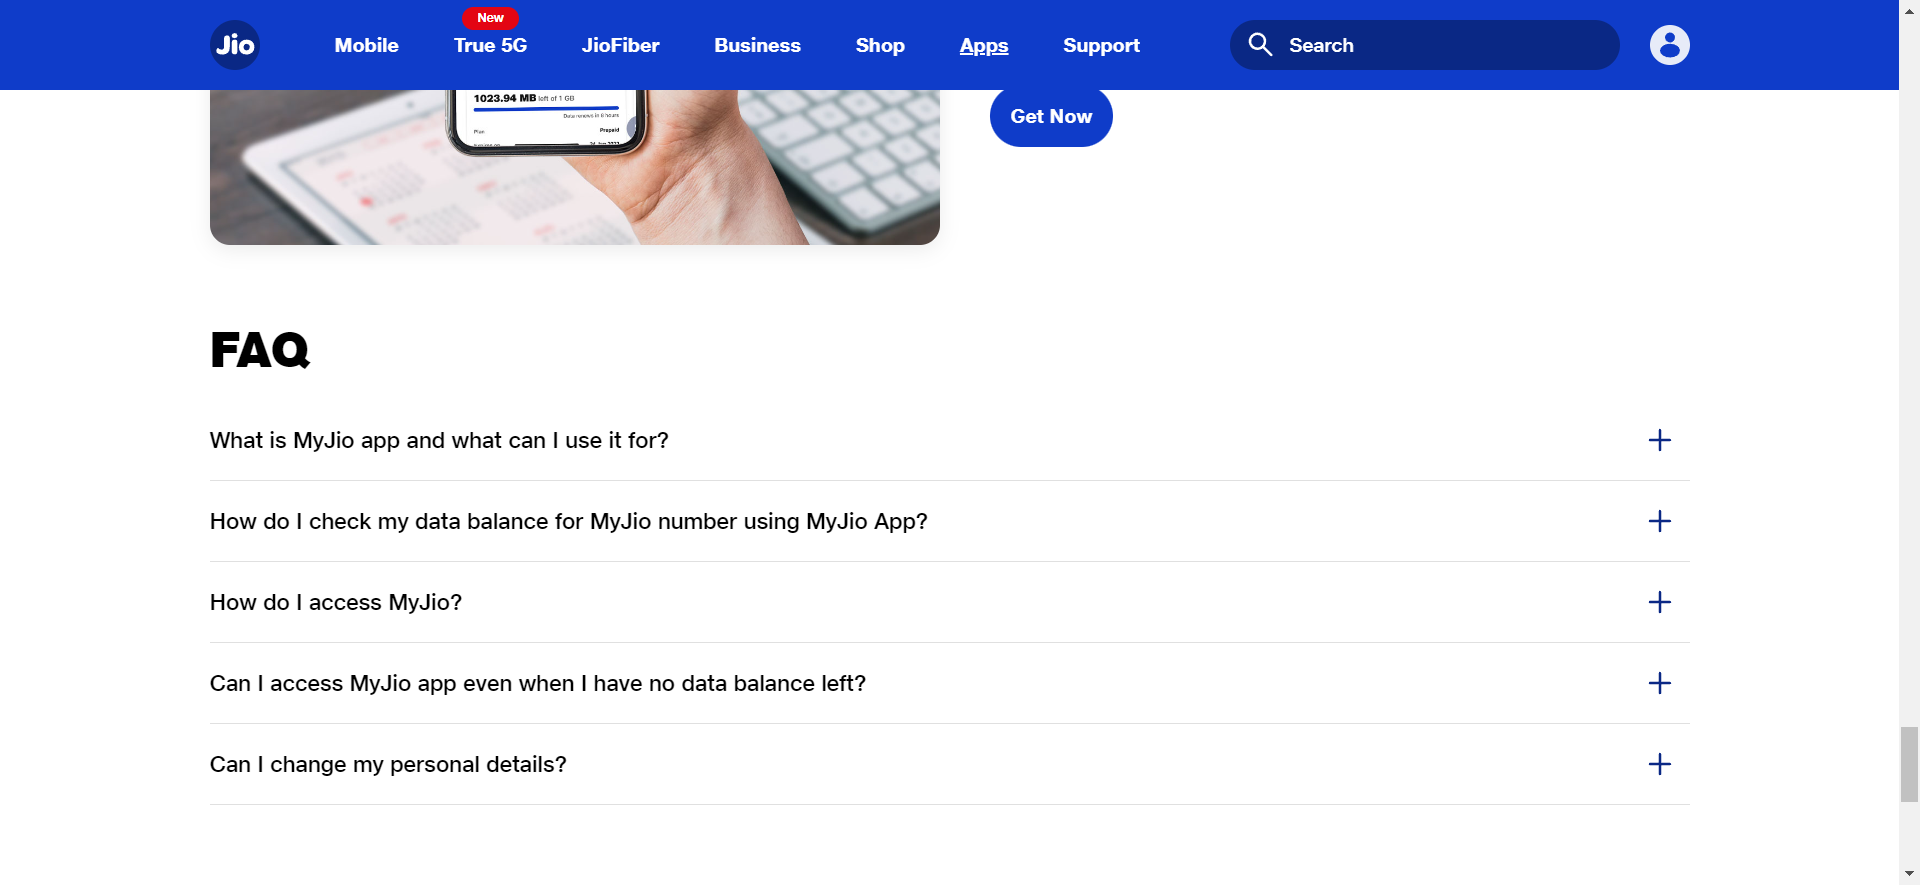 Jio
Mobile
New
True 5G
JioFiber
Business
Shop
Apps
Support
Search
1023.94 MB left of 1 GB
Data renews in 8 hours
Plan
Prepaid
Get Now
FAQ
What is MyJio app and what can I use it for?
How do I check my data balance for MyJio number using MyJio App?
How do I access MyJio?
Can I access MyJio app even when I have no data balance left?
Can I change my personal details?